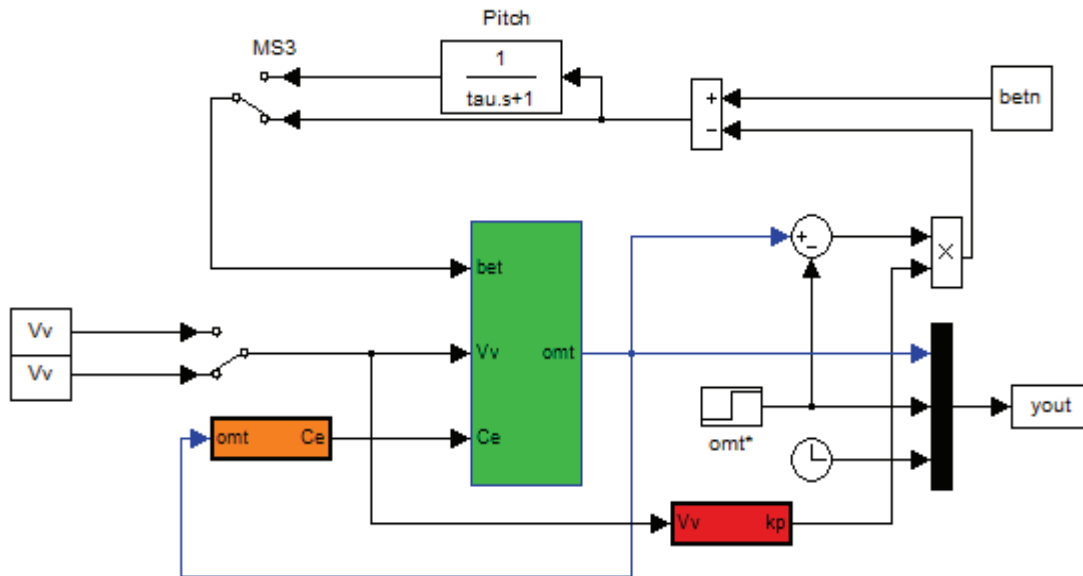 Pitch
MS3
1
tau.s+1
+
−
betn
bet
+
−
×
Vv
Vv
Vv
omt
yout
omt
Ce
Ce
omt*
Vv
kp